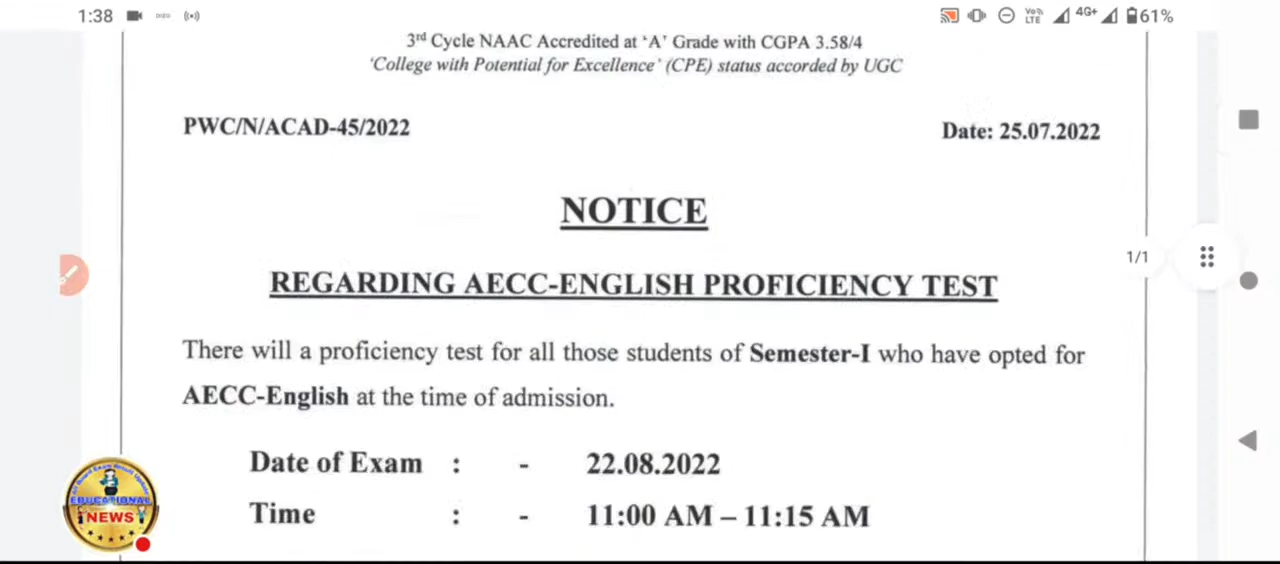 1:38
VoLTE 4G+ 61%
3rd Cycle NAAC Accredited at ‘A’ Grade with CGPA 3.58/4
‘College with Potential for Excellence’ (CPE) status accorded by UGC
PWC/N/ACAD-45/2022 Date: 25.07.2022
NOTICE
1/1
REGARDING AECC-ENGLISH PROFICIENCY TEST
There will a proficiency test for all those students of Semester-I who have opted for
AECC-English at the time of admission.
Date of Exam : - 22.08.2022
Time : - 11:00 AM – 11:15 AM
EDUCATIONAL
NEWS